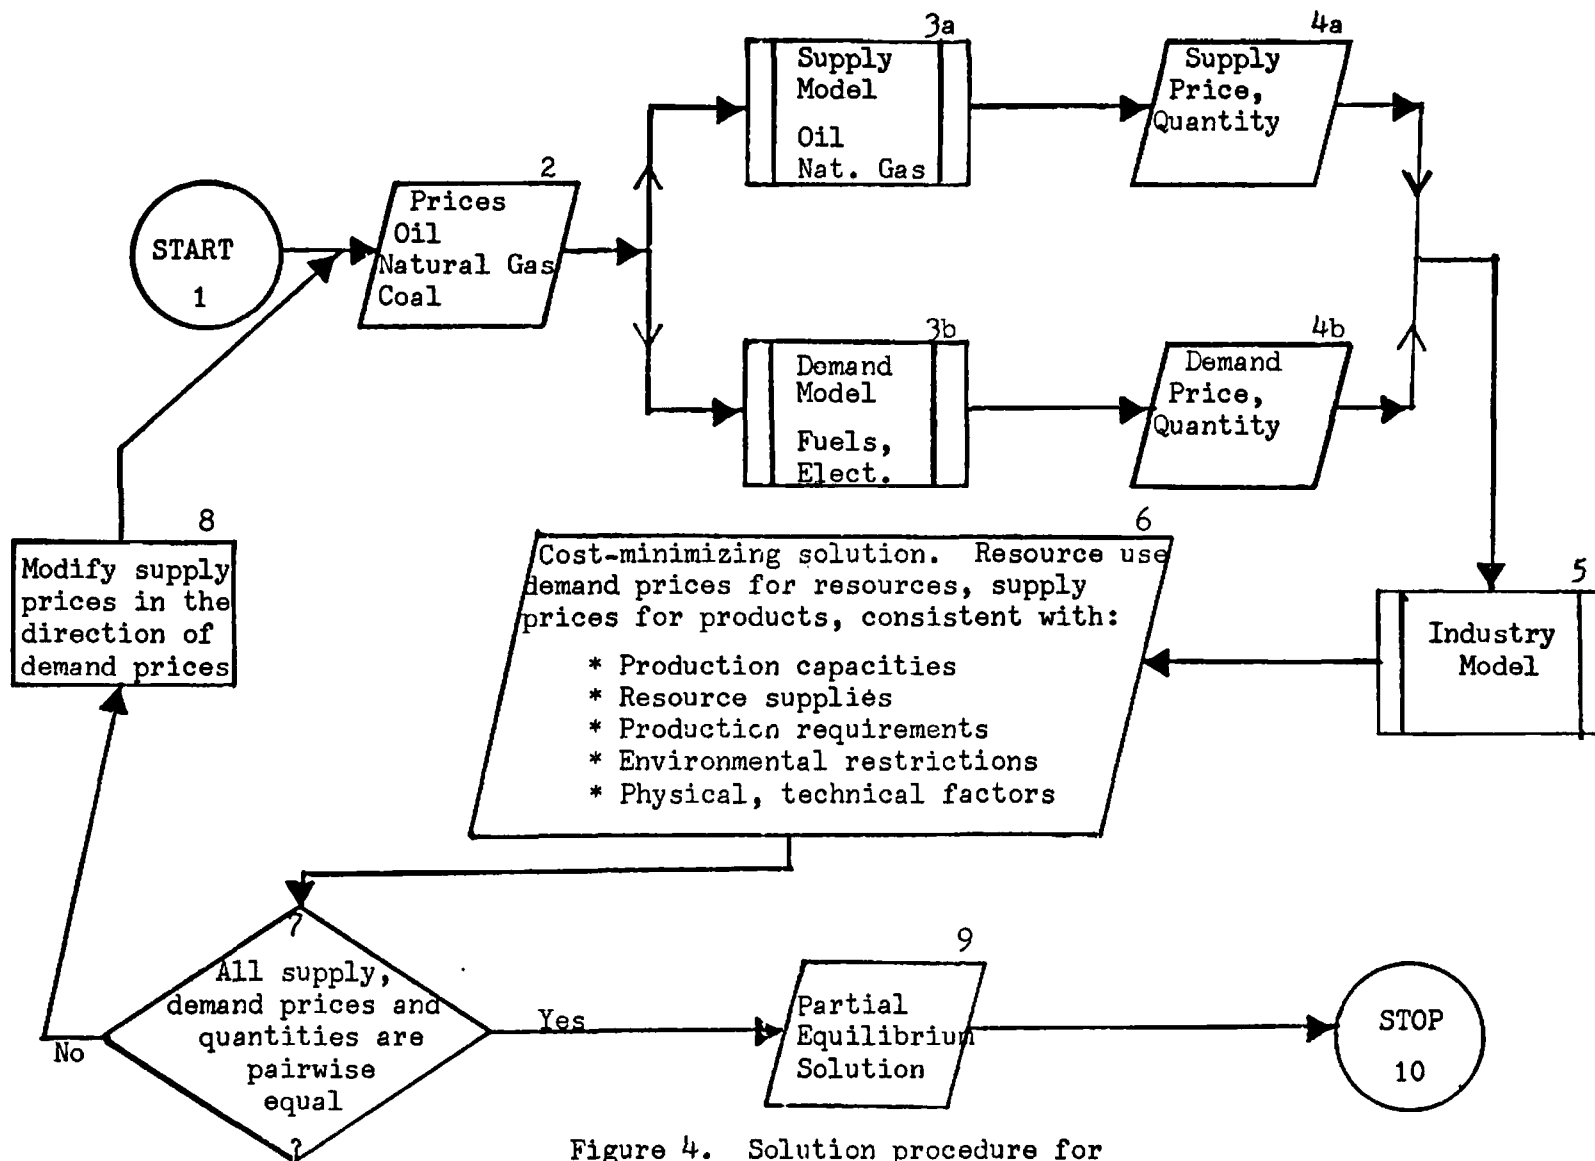 START
1
2
Prices
Oil
Natural Gas
Coal
3a
Supply
Model
Oil
Nat. Gas
4a
Supply
Price,
Quantity
3b
Demand
Model
Fuels,
Elect.
4b
Demand
Price,
Quantity
5
Industry
Model
6
Cost-minimizing solution. Resource use
demand prices for resources, supply
prices for products, consistent with:
* Production capacities
* Resource supplies
* Production requirements
* Environmental restrictions
* Physical, technical factors
8
Modify supply
prices in the
direction of
demand prices
7
All supply,
demand prices and
quantities are
pairwise
equal
?
No
Yes
9
Partial
Equilibrium
Solution
STOP
10
Figure 4. Solution procedure for